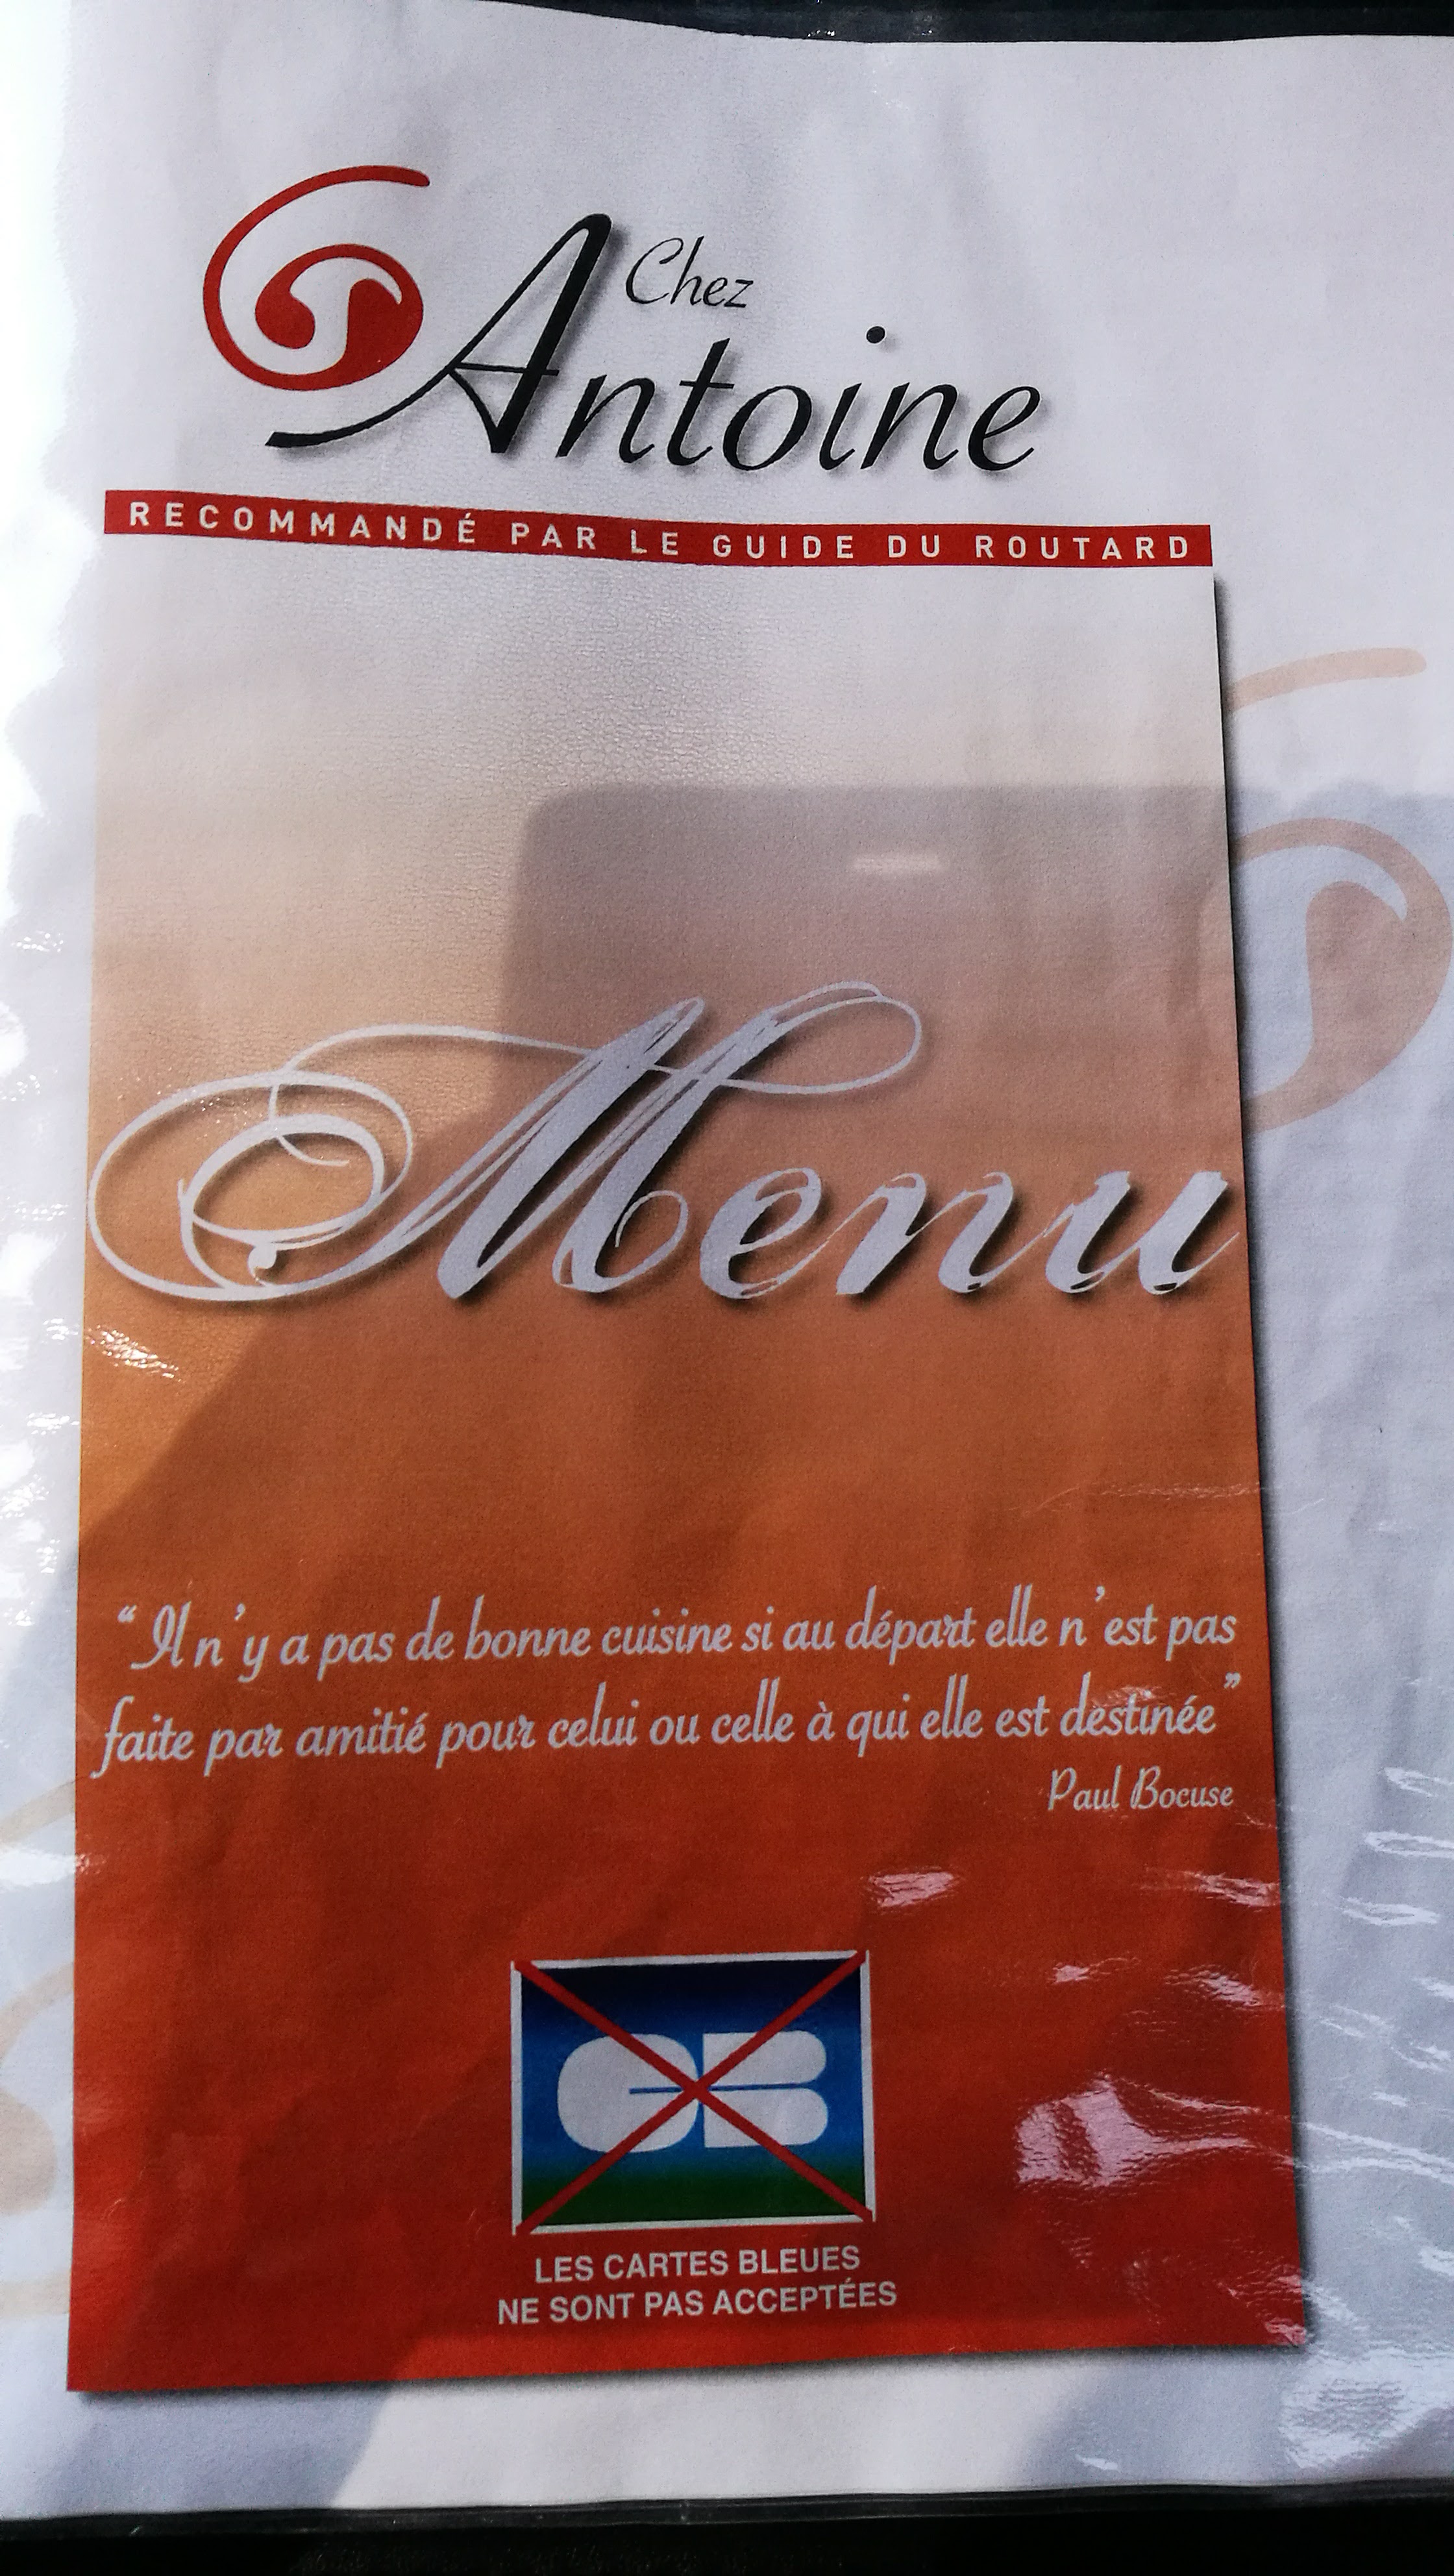 Chez
Antoine
RECOMMANDÉ PAR LE GUIDE DU ROUTARD
Menu
“Il n’y a pas de bonne cuisine si au départ elle n’est pas
faite par amitié pour celui ou celle à qui elle est destinée”
Paul Bocuse
CB
LES CARTES BLEUES
NE SONT PAS ACCEPTÉES